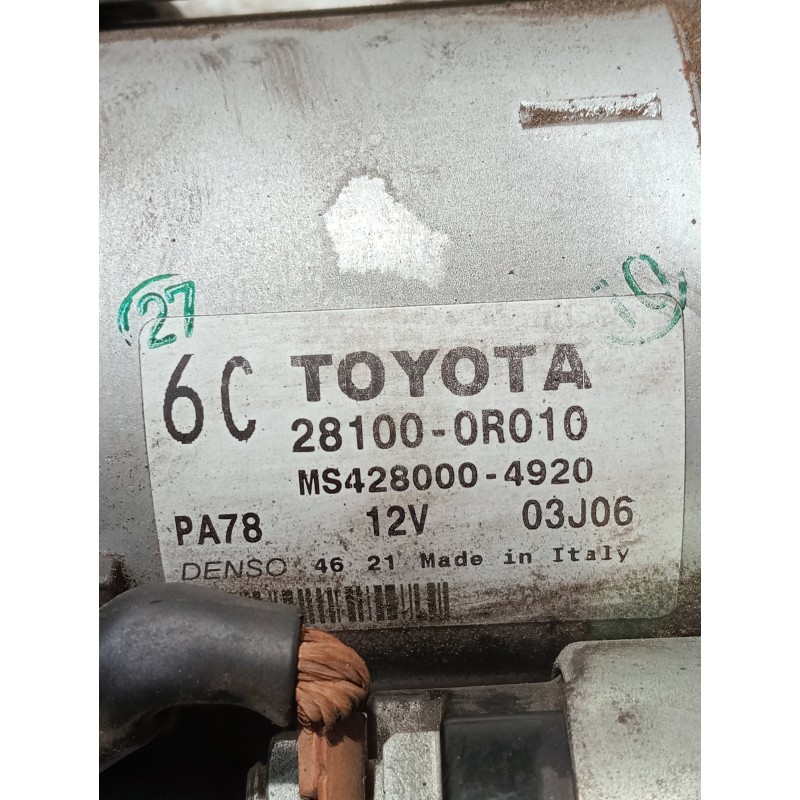 27
6C TOYOTA
28100-0R010
MS428000-4920
PA78 12V 03J06
DENSO 46 21 Made in Italy